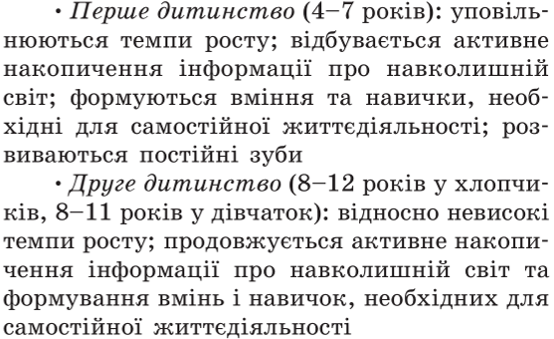 • Перше дитинство (4–7 років): уповіль-
нюються темпи росту; відбувається активне
накопичення інформації про навколишній
світ; формуються вміння та навички, необ-
хідні для самостійної життєдіяльності; роз-
виваються постійні зуби
• Друге дитинство (8–12 років у хлопчи-
ків, 8–11 років у дівчаток): відносно невисокі
темпи росту; продовжується активне накопи-
чення інформації про навколишній світ та
формування вмінь і навичок, необхідних для
самостійної життєдіяльності